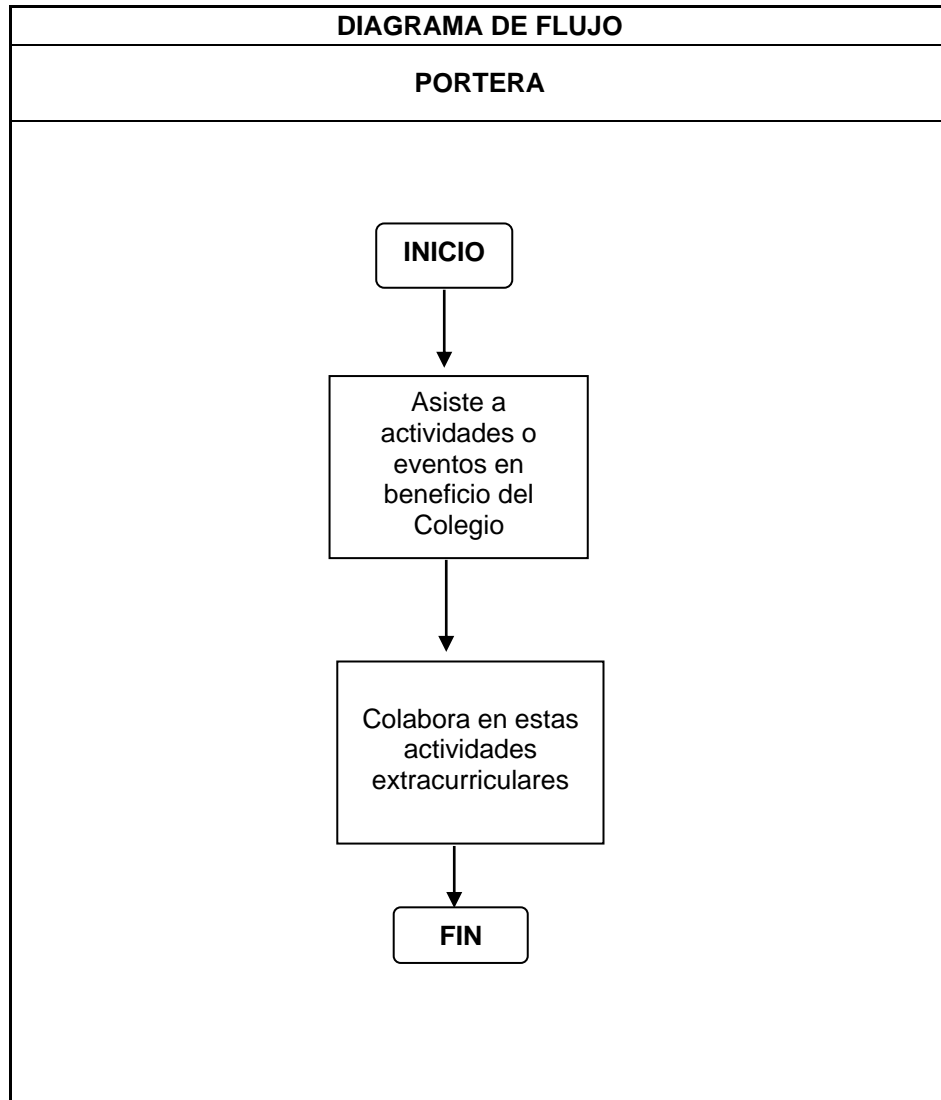 DIAGRAMA DE FLUJO
PORTERA
INICIO
Asiste a
actividades o
eventos en
beneficio del
Colegio
Colabora en estas
actividades
extracurriculares
FIN